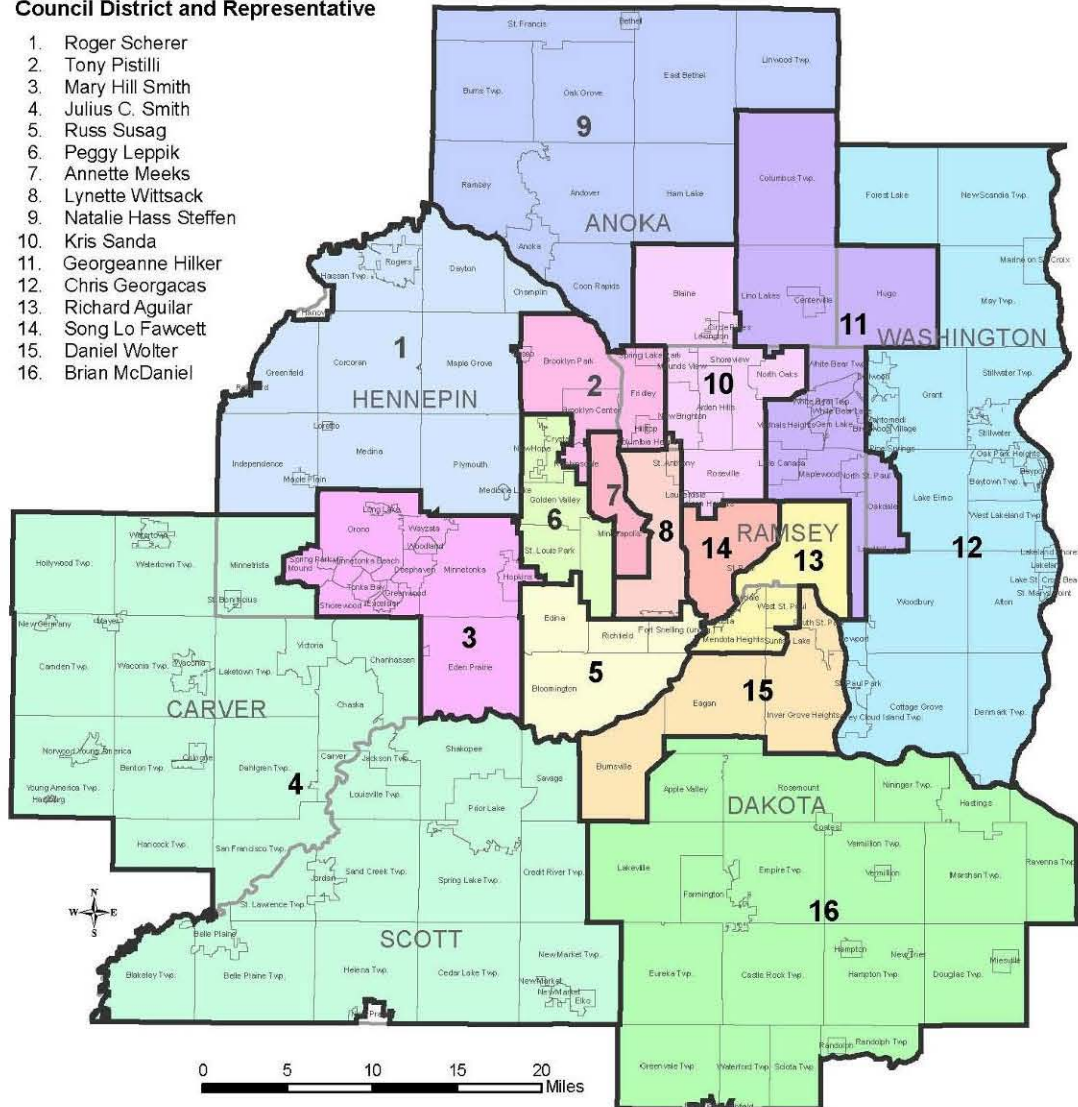 Council District and Representative
1. Roger Scherer
2. Tony Pistilli
3. Mary Hill Smith
4. Julius C. Smith
5. Russ Susag
6. Peggy Leppik
7. Annette Meeks
8. Lynette Wittsack
9. Natalie Hass Steffen
10. Kris Sanda
11. Georgeanne Hilker
12. Chris Georgacas
13. Richard Aguilar
14. Song Lo Fawcett
15. Daniel Wolter
16. Brian McDaniel
St. Francis
Bethel
Linwood Twp.
East Bethel
Burns Twp.
Oak Grove
9
Ramsey
Andover
Ham Lake
Columbus Twp.
Forest Lake
New Scandia Twp.
ANOKA
Anoka
Coon Rapids
Rogers
Hassan Twp.
Dayton
Champlin
Blaine
Lino Lakes
Centerville
Hugo
Marine on St. Croix
May Twp.
11
WASHINGTON
Lexington
Greenfield
Corcoran
1
Maple Grove
HENNEPIN
Brooklyn Park
2
Brooklyn Center
Spring Lake Park
Mounds View
Shoreview
10
North Oaks
White Bear Twp.
Stillwater Twp.
Fridley
Hilltop
New Brighton
Arden Hills
Grant
Stillwater
Loretto
Independence
Maple Plain
Medina
Plymouth
Medicine Lake
New Hope
Crystal
Golden Valley
6
7
8
St. Anthony
Roseville
Lauderdale
Little Canada
Gem Lake
Maplewood
North St. Paul
Oakdale
Lake Elmo
Oak Park Heights
Baytown Twp.
West Lakeland Twp.
12
Minneapolis
St. Louis Park
14
RAMSEY
13
Long Lake
Orono
Wayzata
Woodland
Minnetonka Beach
Deephaven
Minnetonka
Hopkins
Spring Park
Mound
Tonka Bay
Greenwood
Shorewood
Excelsior
Hollywood Twp.
Watertown
Watertown Twp.
Minnetrista
St. Bonifacius
New Germany
Mayer
Camden Twp.
Waconia Twp.
Waconia
Laketown Twp.
Victoria
Chanhassen
Chaska
CARVER
3
Eden Prairie
Edina
Richfield
5
Bloomington
West St. Paul
Mendota Heights
Sunfish Lake
South St. Paul
Newport
Woodbury
Afton
St. Paul Park
Cottage Grove
Grey Cloud Island Twp.
Denmark Twp.
15
Eagan
Inver Grove Heights
Burnsville
Norwood Young America
Benton Twp.
Cologne
Dahlgren Twp.
4
Carver
Jackson Twp.
Louisville Twp.
Shakopee
Savage
Prior Lake
Young America Twp.
Hamburg
Hancock Twp.
San Francisco Twp.
Jordan
Sand Creek Twp.
Spring Lake Twp.
Credit River Twp.
St. Lawrence Twp.
Belle Plaine
SCOTT
Blakeley Twp.
Belle Plaine Twp.
Helena Twp.
Cedar Lake Twp.
New Market Twp.
New Market
Elko
Apple Valley
Rosemount
DAKOTA
Nininger Twp.
Hastings
Coates
Vermillion Twp.
Lakeville
Farmington
Empire Twp.
Vermillion
Marshan Twp.
Ravenna Twp.
16
Eureka Twp.
Castle Rock Twp.
Hampton
New Trier
Hampton Twp.
Douglas Twp.
Miesville
Greenvale Twp.
Waterford Twp.
Sciota Twp.
Randolph
Randolph Twp.
N
W E
S
0 5 10 15 20 Miles